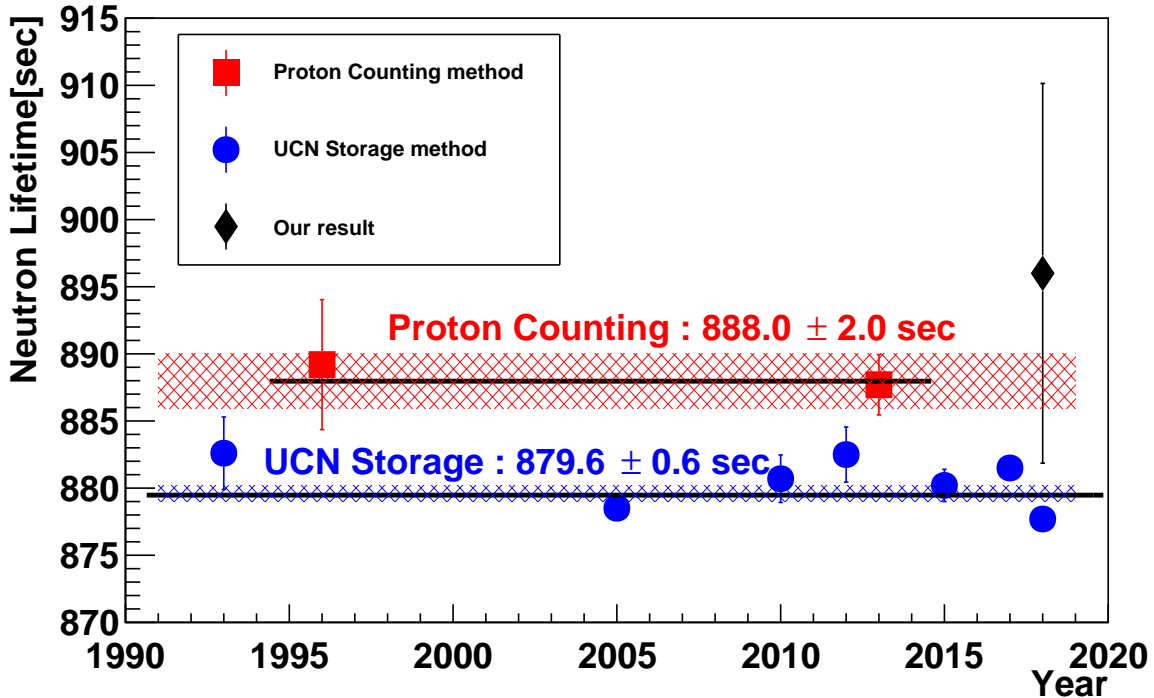 Neutron Lifetime[sec]
915
910
905
900
895
890
885
880
875
870
Proton Counting method
UCN Storage method
Our result
Proton Counting : 888.0 ± 2.0 sec
UCN Storage : 879.6 ± 0.6 sec
1990 1995 2000 2005 2010 2015 2020
Year